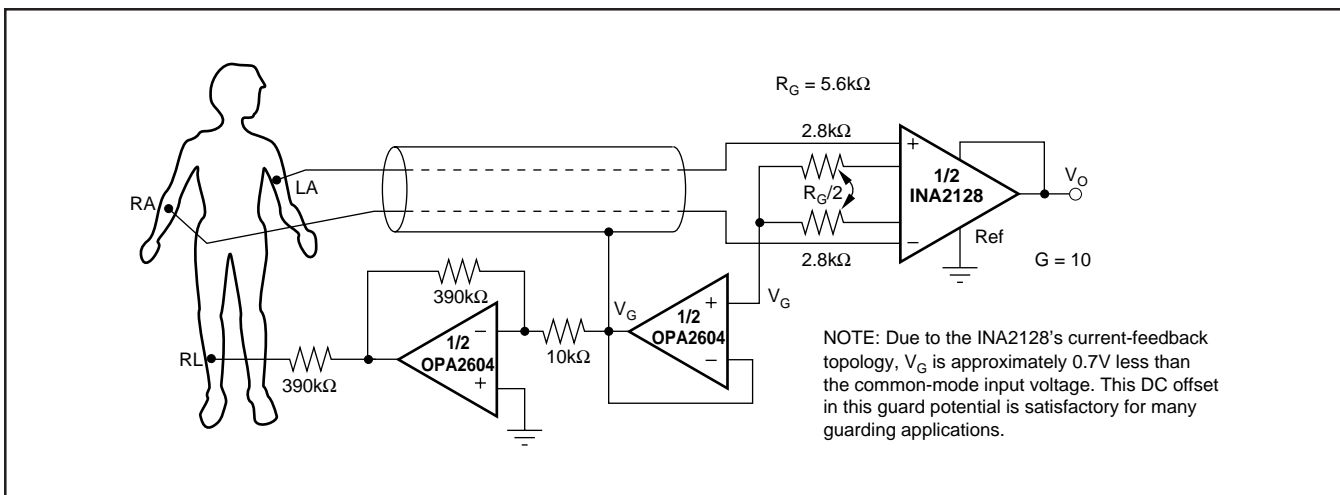 R_G = 5.6kΩ
2.8kΩ
+
1/2
INA2128
V_O
LA
RA
R_G/2
Ref
−
G = 10
2.8kΩ
390kΩ
V_G
+
V_G
1/2
OPA2604
−
10kΩ
−
1/2
OPA2604
+
RL
390kΩ
NOTE: Due to the INA2128's current-feedback
topology, V_G is approximately 0.7V less than
the common-mode input voltage. This DC offset
in this guard potential is satisfactory for many
guarding applications.